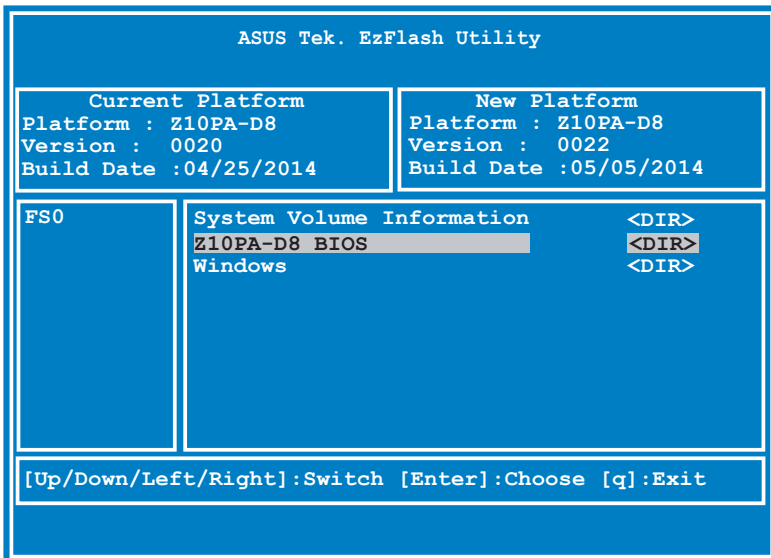 ASUS Tek. EzFlash Utility
Current Platform
Platform : Z10PA-D8
Version : 0020
Build Date :04/25/2014
New Platform
Platform : Z10PA-D8
Version : 0022
Build Date :05/05/2014
FS0
System Volume Information <DIR>
Z10PA-D8 BIOS <DIR>
Windows <DIR>
[Up/Down/Left/Right]:Switch [Enter]:Choose [q]:Exit